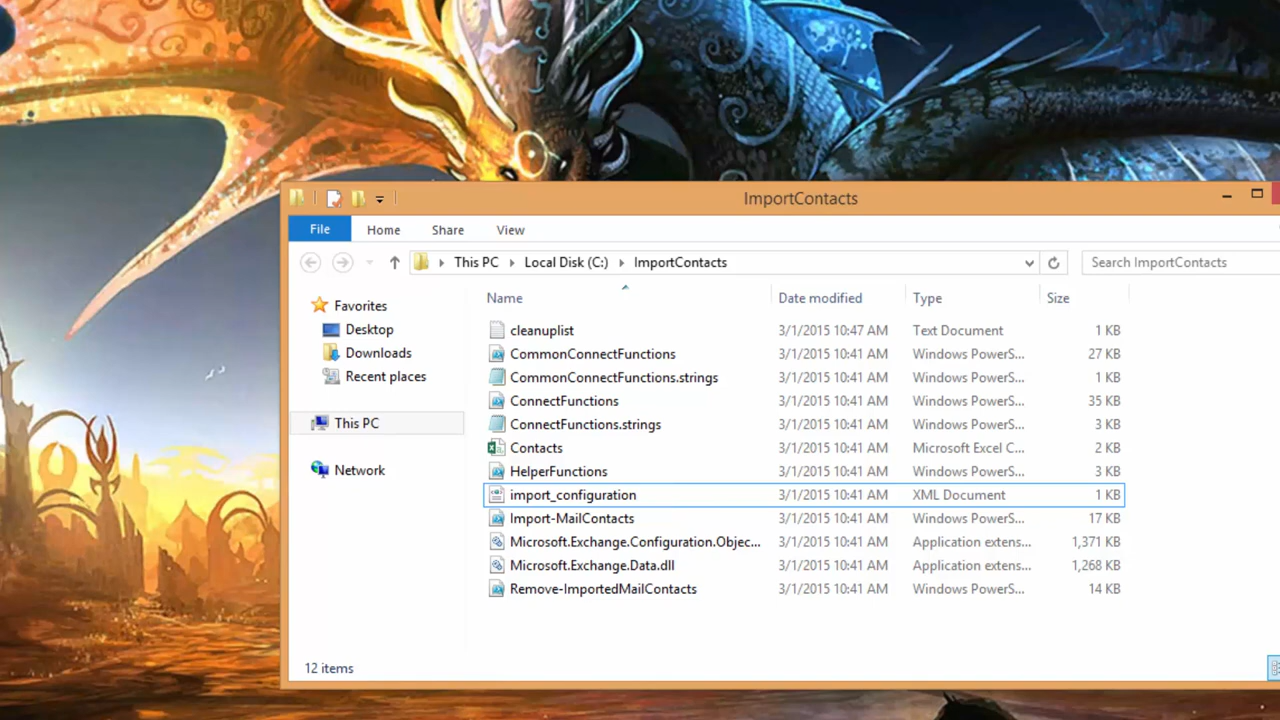 ImportContacts
File Home Share View
This PC Local Disk (C:) ImportContacts Search ImportContacts
Name Date modified Type Size
Favorites
Desktop
Downloads
Recent places
This PC
Network
cleanuplist 3/1/2015 10:47 AM Text Document 1 KB
CommonConnectFunctions 3/1/2015 10:41 AM Windows PowerS... 27 KB
CommonConnectFunctions.strings 3/1/2015 10:41 AM Windows PowerS... 1 KB
ConnectFunctions 3/1/2015 10:41 AM Windows PowerS... 35 KB
ConnectFunctions.strings 3/1/2015 10:41 AM Windows PowerS... 3 KB
Contacts 3/1/2015 10:41 AM Microsoft Excel C... 2 KB
HelperFunctions 3/1/2015 10:41 AM Windows PowerS... 3 KB
import_configuration 3/1/2015 10:41 AM XML Document 1 KB
Import-MailContacts 3/1/2015 10:41 AM Windows PowerS... 17 KB
Microsoft.Exchange.Configuration.Objec... 3/1/2015 10:41 AM Application extens... 1,371 KB
Microsoft.Exchange.Data.dll 3/1/2015 10:41 AM Application extens... 1,268 KB
Remove-ImportedMailContacts 3/1/2015 10:41 AM Windows PowerS... 14 KB
12 items